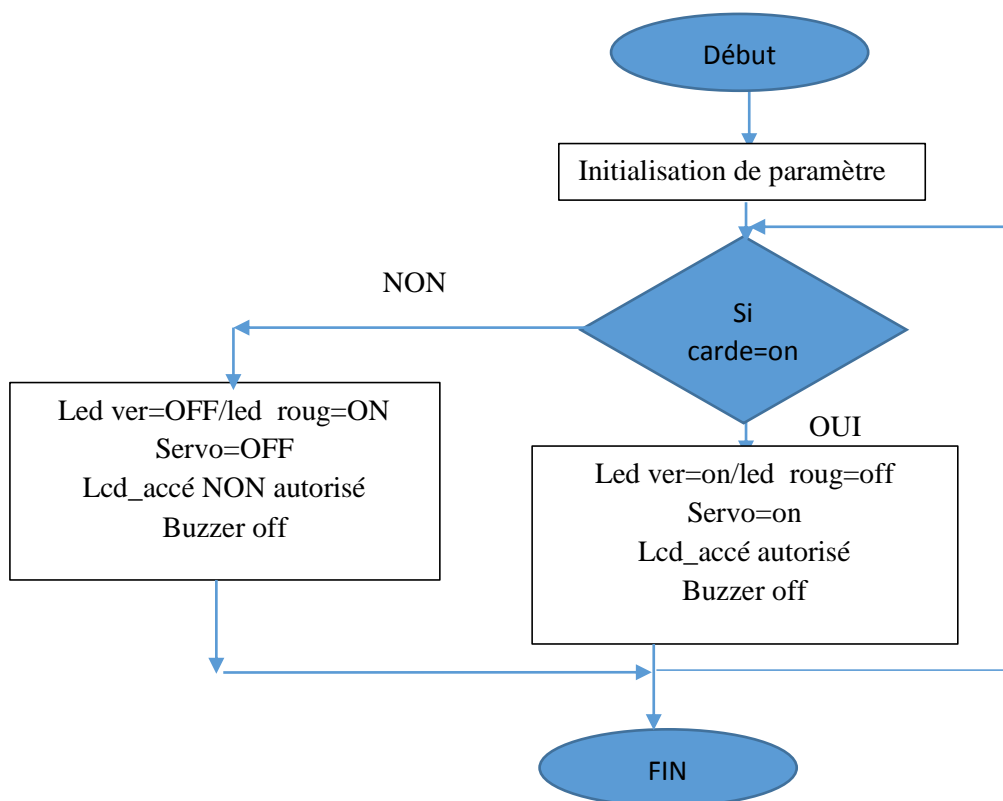 Début
Initialisation de paramètre
NON
Si
carde=on
Led ver=OFF/led  roug=ON
Servo=OFF
Lcd_accé NON autorisé
Buzzer off
OUI
Led ver=on/led  roug=off
Servo=on
Lcd_accé autorisé
Buzzer off
FIN